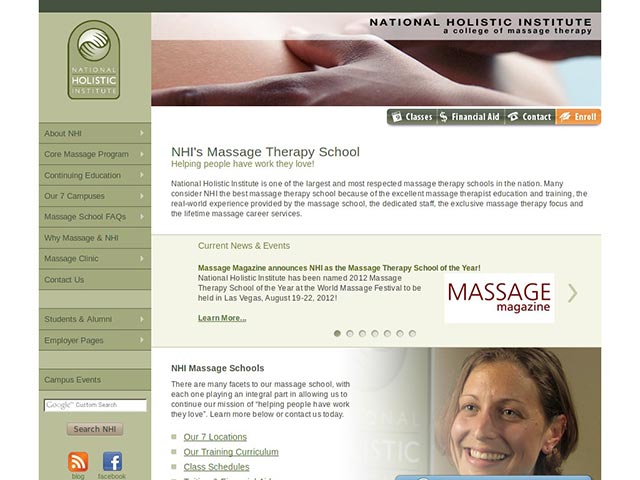 NATIONAL HOLISTIC INSTITUTE
a college of massage therapy
NATIONAL
HOLISTIC
INSTITUTE
Classes
Financial Aid
Contact
Enroll
About NHI
Core Massage Program
Continuing Education
Our 7 Campuses
Massage School FAQs
Why Massage & NHI
Massage Clinic
Contact Us
Students & Alumni
Employer Pages
Campus Events
Google™ Custom Search
Search NHI
blog
facebook
NHI's Massage Therapy School
Helping people have work they love!
National Holistic Institute is one of the largest and most respected massage therapy schools in the nation. Many
consider NHI the best massage therapy school because of the excellent massage therapist education and training, the
real-world experience provided by the massage school, the dedicated staff, the exclusive massage therapy focus and
the lifetime massage career services.
Current News & Events
Massage Magazine announces NHI as the Massage Therapy School of the Year!
National Holistic Institute has been named 2012 Massage
Therapy School of the Year at the World Massage Festival to be
held in Las Vegas, August 19-22, 2012!
Learn More...
MASSAGE
magazine
NHI Massage Schools
There are many facets to our massage school, with
each one playing an integral part in allowing us to
continue our mission of "helping people have work
they love". Learn more below or contact us today.
Our 7 Locations
Our Training Curriculum
Class Schedules
Tuition & Financial Aid
NATIONAL
HOLISTIC